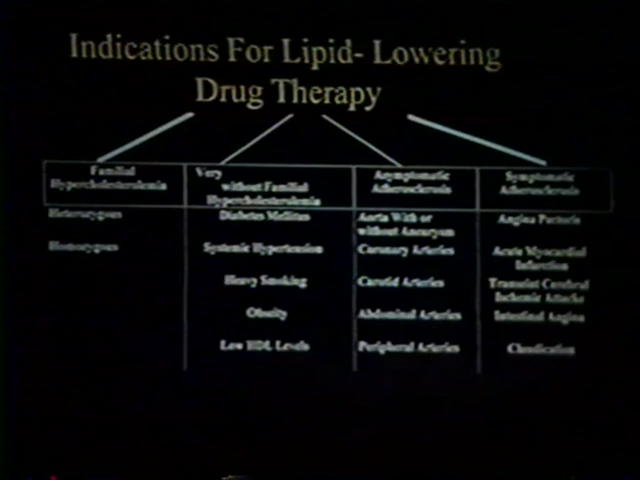 Indications For Lipid- Lowering
Drug Therapy
Familial
Hypercholesterolemia
Heterozygous
Homozygous
Very
without Familial
Hypercholesterolemia
Diabetes Mellitus
Systemic Hypertension
Heavy Smoking
Obesity
Low HDL Levels
Asymptomatic
Atherosclerosis
Aorta With or
without Aneurysm
Coronary Arteries
Carotid Arteries
Abdominal Arteries
Peripheral Arteries
Symptomatic
Atherosclerosis
Angina Pectoris
Acute Myocardial
Infarction
Transient Cerebral
Ischemic Attacks
Intestinal Angina
Claudication